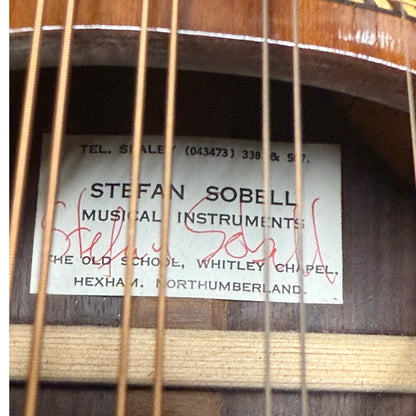 TEL. SLALEY (043473) 338 & 507.
STEFAN SOBELL
MUSICAL INSTRUMENTS
Stefan Sobell
THE OLD SCHOOL, WHITLEY CHAPEL,
HEXHAM, NORTHUMBERLAND.